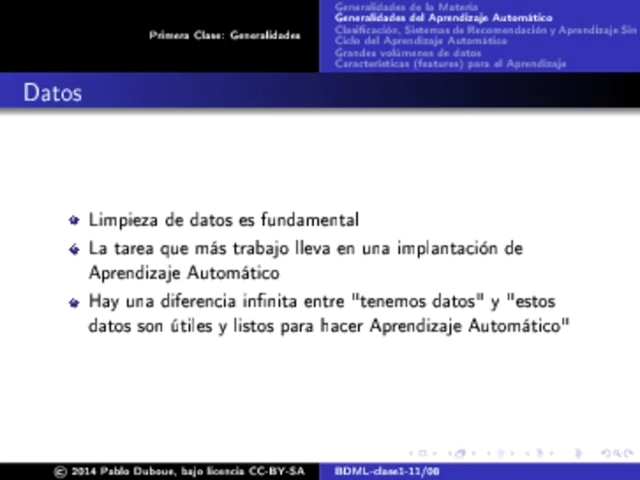 Primera Clase: Generalidades
Generalidades de la Materia
Generalidades del Aprendizaje Automático
Clasificación, Sistemas de Recomendación y Aprendizaje Sin
Ciclo del Aprendizaje Automático
Grandes volúmenes de datos
Características (features) para el Aprendizaje
Datos
Limpieza de datos es fundamental
La tarea que más trabajo lleva en una implantación de
Aprendizaje Automático
Hay una diferencia infinita entre "tenemos datos" y "estos
datos son útiles y listos para hacer Aprendizaje Automático"
© 2014 Pablo Duboue, bajo licencia CC-BY-SA
BDML-clase1-11/08